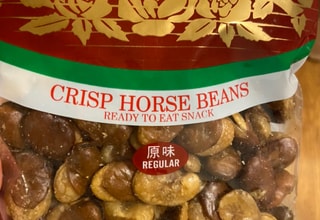 CRISP HORSE BEANS
READY TO EAT SNACK
原味
REGULAR